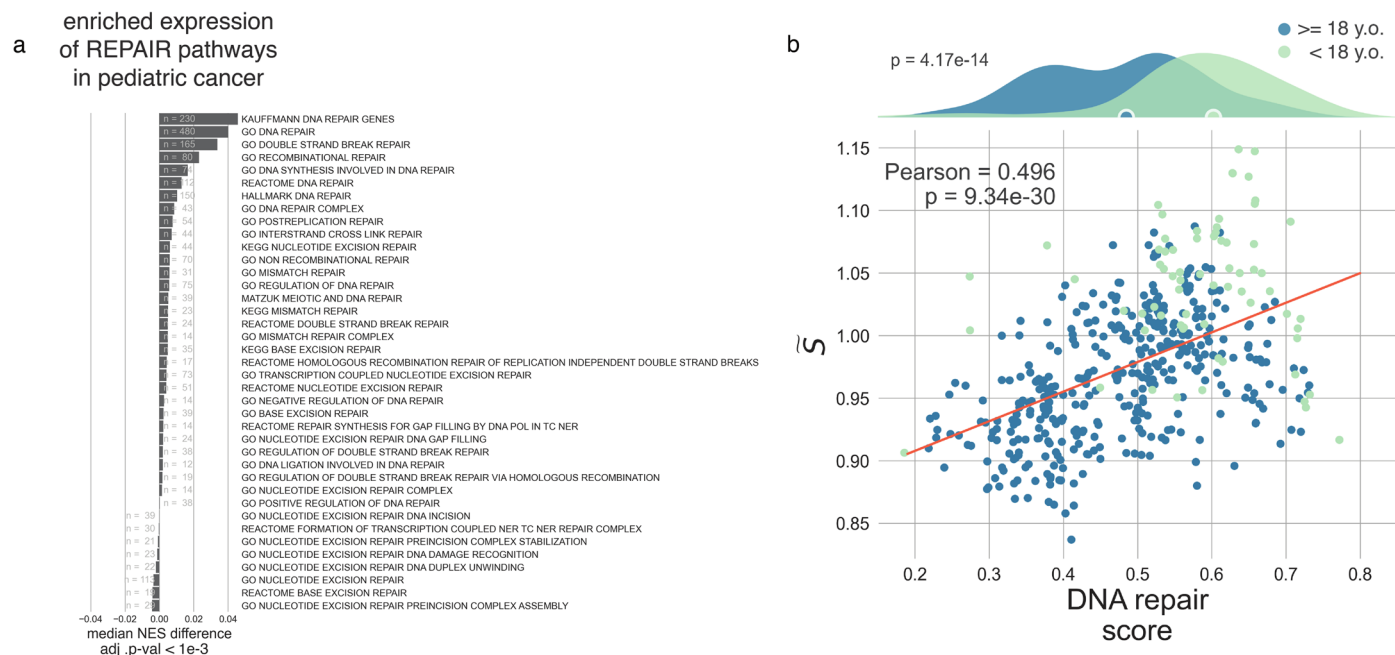 a
enriched expression
of REPAIR pathways
in pediatric cancer
n = 230 KAUFFMANN DNA REPAIR GENES
n = 480 GO DNA REPAIR
n = 165 GO DOUBLE STRAND BREAK REPAIR
n = 80 GO RECOMBINATIONAL REPAIR
n = 74 GO DNA SYNTHESIS INVOLVED IN DNA REPAIR
n = 112 REACTOME DNA REPAIR
n = 150 HALLMARK DNA REPAIR
n = 43 GO DNA REPAIR COMPLEX
n = 54 GO POSTREPLICATION REPAIR
n = 44 GO INTERSTRAND CROSS LINK REPAIR
n = 44 KEGG NUCLEOTIDE EXCISION REPAIR
n = 70 GO NON RECOMBINATIONAL REPAIR
n = 31 GO MISMATCH REPAIR
n = 75 GO REGULATION OF DNA REPAIR
n = 39 MATZUK MEIOTIC AND DNA REPAIR
n = 23 KEGG MISMATCH REPAIR
n = 24 REACTOME DOUBLE STRAND BREAK REPAIR
n = 14 GO MISMATCH REPAIR COMPLEX
n = 35 KEGG BASE EXCISION REPAIR
n = 17 REACTOME HOMOLOGOUS RECOMBINATION REPAIR OF REPLICATION INDEPENDENT DOUBLE STRAND BREAKS
n = 73 GO TRANSCRIPTION COUPLED NUCLEOTIDE EXCISION REPAIR
n = 51 REACTOME NUCLEOTIDE EXCISION REPAIR
n = 14 GO NEGATIVE REGULATION OF DNA REPAIR
n = 39 GO BASE EXCISION REPAIR
n = 14 REACTOME REPAIR SYNTHESIS FOR GAP FILLING BY DNA POL IN TC NER
n = 24 GO NUCLEOTIDE EXCISION REPAIR DNA GAP FILLING
n = 38 GO REGULATION OF DOUBLE STRAND BREAK REPAIR
n = 12 GO DNA LIGATION INVOLVED IN DNA REPAIR
n = 19 GO REGULATION OF DOUBLE STRAND BREAK REPAIR VIA HOMOLOGOUS RECOMBINATION
n = 14 GO NUCLEOTIDE EXCISION REPAIR COMPLEX
n = 38 GO POSITIVE REGULATION OF DNA REPAIR
n = 39 GO NUCLEOTIDE EXCISION REPAIR DNA INCISION
n = 30 REACTOME FORMATION OF TRANSCRIPTION COUPLED NER TC NER REPAIR COMPLEX
n = 21 GO NUCLEOTIDE EXCISION REPAIR PREINCISION COMPLEX STABILIZATION
n = 23 GO NUCLEOTIDE EXCISION REPAIR DNA DAMAGE RECOGNITION
n = 22 GO NUCLEOTIDE EXCISION REPAIR DNA DUPLEX UNWINDING
n = 113 GO NUCLEOTIDE EXCISION REPAIR
n = REACTOME BASE EXCISION REPAIR
n = GO NUCLEOTIDE EXCISION REPAIR PREINCISION COMPLEX ASSEMBLY
−0.04 −0.02 0.00 0.02 0.04
median NES difference
adj .p-val < 1e-3
b
>= 18 y.o.
< 18 y.o.
p = 4.17e-14
Pearson = 0.496
p = 9.34e-30
1.15
1.10
1.05
1.00
0.95
0.90
0.85
s̃
0.2 0.3 0.4 0.5 0.6 0.7 0.8
DNA repair
score